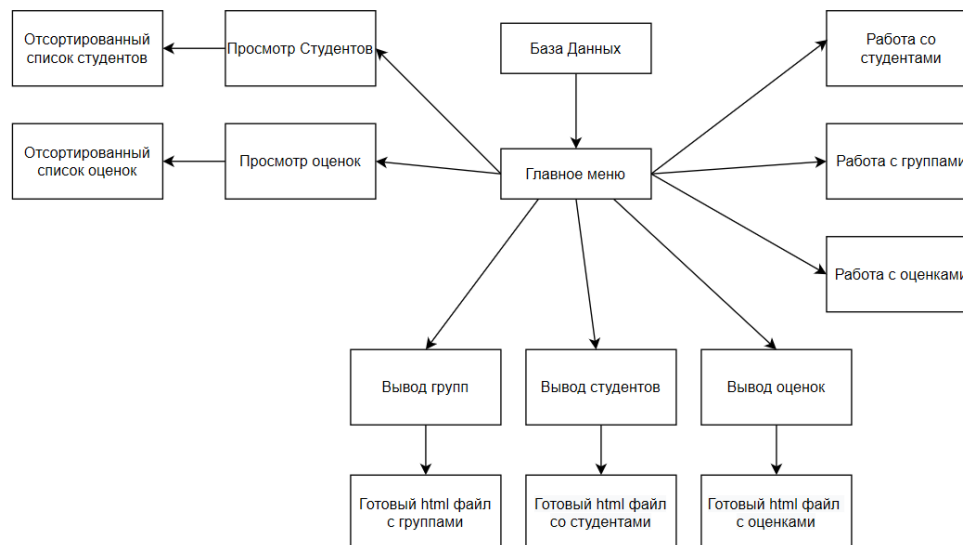 Отсортированный
список студентов
Просмотр Студентов
База Данных
Работа со
студентами
Отсортированный
список оценок
Просмотр оценок
Главное меню
Работа с группами
Работа с оценками
Вывод групп
Вывод студентов
Вывод оценок
Готовый html файл
с группами
Готовый html файл
со студентами
Готовый html файл
с оценками